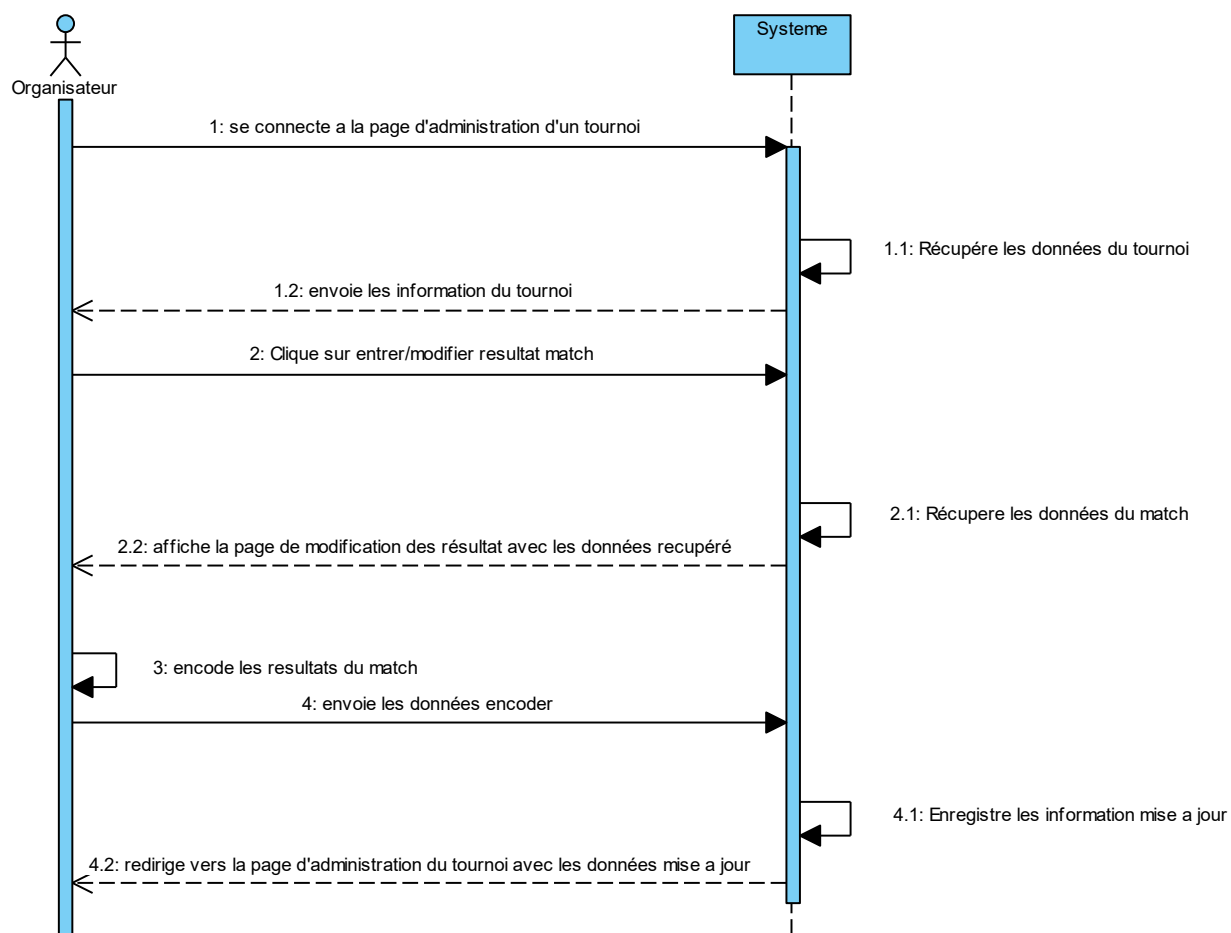 Systeme
Organisateur
1: se connecte a la page d'administration d'un tournoi
1.1: Récupére les données du tournoi
1.2: envoie les information du tournoi
2: Clique sur entrer/modifier resultat match
2.1: Récupere les données du match
2.2: affiche la page de modification des résultat avec les données recupéré
3: encode les resultats du match
4: envoie les données encoder
4.1: Enregistre les information mise a jour
4.2: redirige vers la page d'administration du tournoi avec les données mise a jour